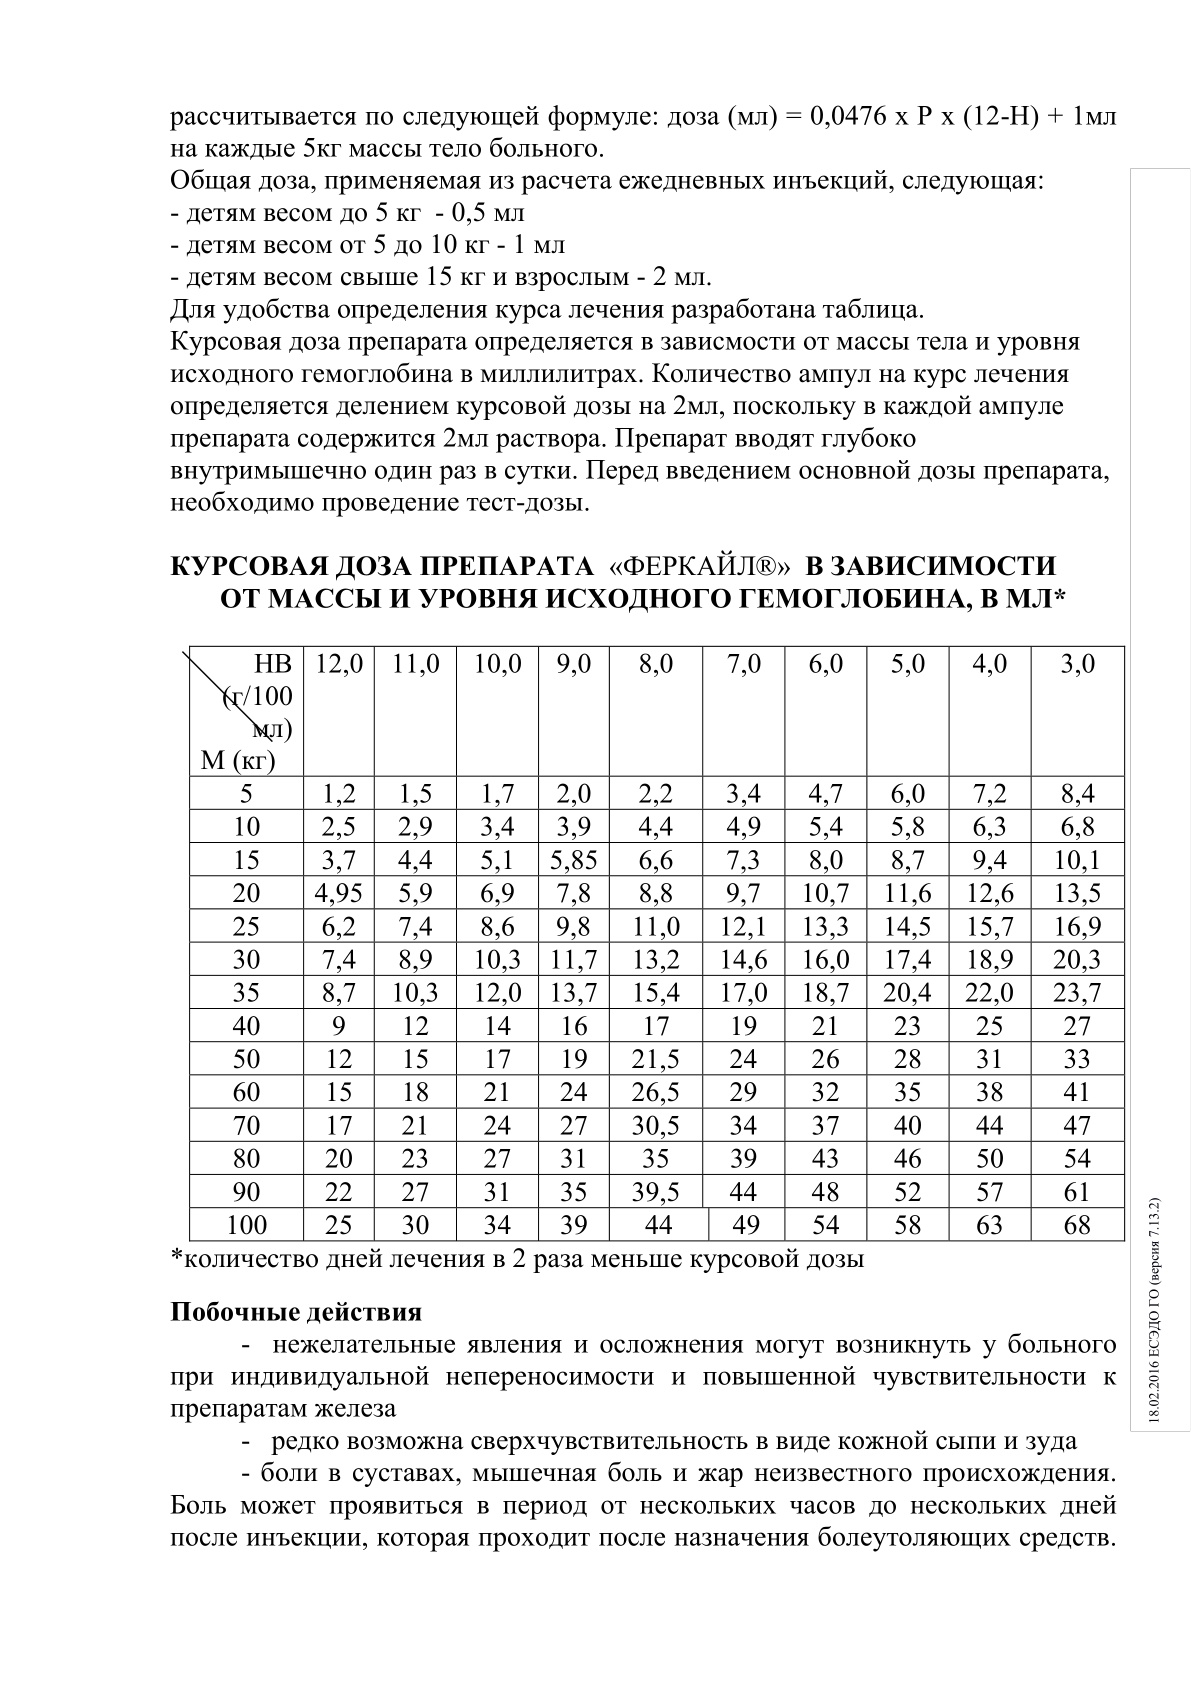 рассчитывается по следующей формуле: доза (мл) = 0,0476 х Р х (12-Н) + 1мл
на каждые 5кг массы тело больного.
Общая доза, применяемая из расчета ежедневных инъекций, следующая:
- детям весом до 5 кг - 0,5 мл
- детям весом от 5 до 10 кг - 1 мл
- детям весом свыше 15 кг и взрослым - 2 мл.
Для удобства определения курса лечения разработана таблица.
Курсовая доза препарата определяется в зависмости от массы тела и уровня
исходного гемоглобина в миллилитрах. Количество ампул на курс лечения
определяется делением курсовой дозы на 2мл, поскольку в каждой ампуле
препарата содержится 2мл раствора. Препарат вводят глубоко
внутримышечно один раз в сутки. Перед введением основной дозы препарата,
необходимо проведение тест-дозы.
КУРСОВАЯ ДОЗА ПРЕПАРАТА «ФЕРКАЙЛ®» В ЗАВИСИМОСТИ
ОТ МАССЫ И УРОВНЯ ИСХОДНОГО ГЕМОГЛОБИНА, В МЛ*
НВ 12,0 11,0 10,0 9,0 8,0 7,0 6,0 5,0 4,0 3,0
(г/100
мл)
М (кг)
5 1,2 1,5 1,7 2,0 2,2 3,4 4,7 6,0 7,2 8,4
10 2,5 2,9 3,4 3,9 4,4 4,9 5,4 5,8 6,3 6,8
15 3,7 4,4 5,1 5,85 6,6 7,3 8,0 8,7 9,4 10,1
20 4,95 5,9 6,9 7,8 8,8 9,7 10,7 11,6 12,6 13,5
25 6,2 7,4 8,6 9,8 11,0 12,1 13,3 14,5 15,7 16,9
30 7,4 8,9 10,3 11,7 13,2 14,6 16,0 17,4 18,9 20,3
35 8,7 10,3 12,0 13,7 15,4 17,0 18,7 20,4 22,0 23,7
40 9 12 14 16 17 19 21 23 25 27
50 12 15 17 19 21,5 24 26 28 31 33
60 15 18 21 24 26,5 29 32 35 38 41
70 17 21 24 27 30,5 34 37 40 44 47
80 20 23 27 31 35 39 43 46 50 54
90 22 27 31 35 39,5 44 48 52 57 61
100 25 30 34 39 44 49 54 58 63 68
*количество дней лечения в 2 раза меньше курсовой дозы
Побочные действия
- нежелательные явления и осложнения могут возникнуть у больного
при индивидуальной непереносимости и повышенной чувствительности к
препаратам железа
- редко возможна сверхчувствительность в виде кожной сыпи и зуда
- боли в суставах, мышечная боль и жар неизвестного происхождения.
Боль может проявиться в период от нескольких часов до нескольких дней
после инъекции, которая проходит после назначения болеутоляющих средств.
18.02.2016 ЕСЭДО ГО (версия 7.13.2)